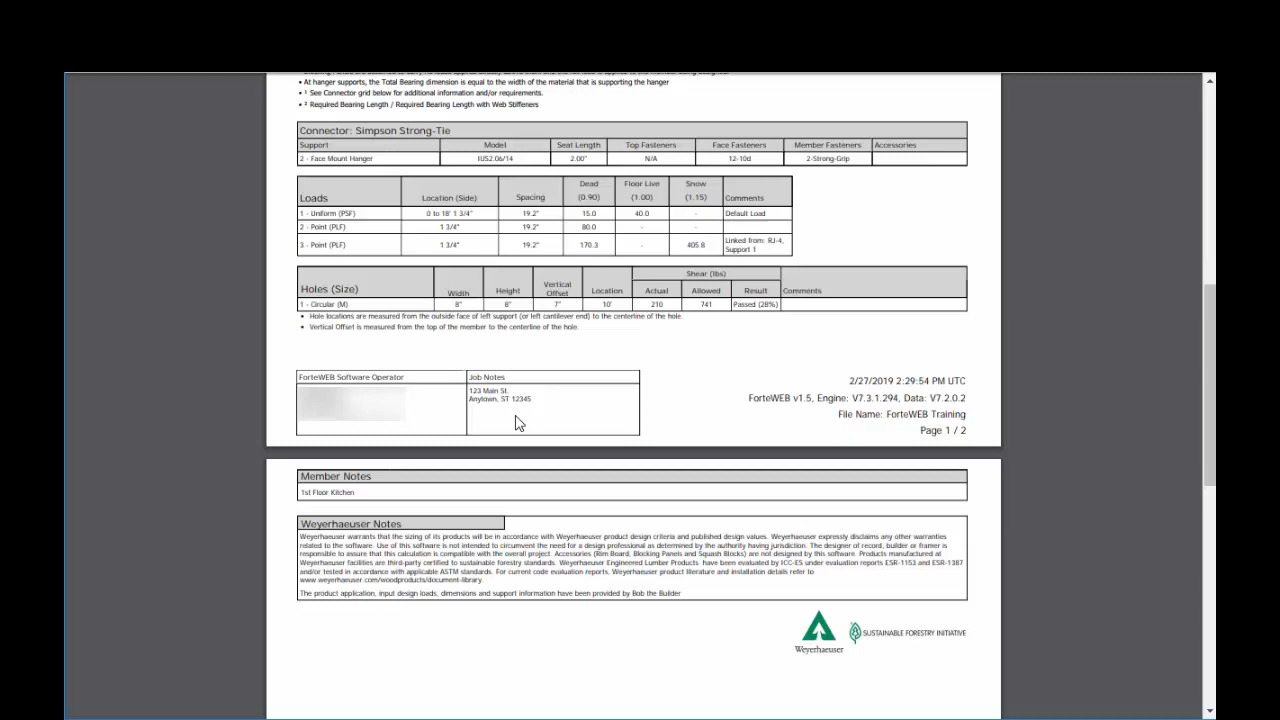 • At hanger supports, the Total Bearing dimension is equal to the width of the material that is supporting the hanger
• ¹ See Connector grid below for additional information and/or requirements.
• ² Required Bearing Length / Required Bearing Length with Web Stiffeners
Connector: Simpson Strong-Tie
Support Model Seat Length Top Fasteners Face Fasteners Member Fasteners Accessories
2 - Face Mount Hanger IUS2.06/14 2.00" N/A 12-10d 2-Strong-Grip
Dead Floor Live Snow
Loads Location (Side) Spacing (0.90) (1.00) (1.15) Comments
1 - Uniform (PSF) 0 to 18' 1 3/4" 19.2" 15.0 40.0 - Default Load
2 - Point (PLF) 1 3/4" 19.2" 80.0 - -
3 - Point (PLF) 1 3/4" 19.2" 170.3 - 405.8 Linked from: RJ-4,
Support 1
Shear (lbs)
Holes (Size) Width Height Vertical Offset Location Actual Allowed Result Comments
1 - Circular (M) 8" 8" 7" 10' 210 741 Passed (28%)
• Hole locations are measured from the outside face of left support (or left cantilever end) to the centerline of the hole.
• Vertical Offset is measured from the top of the member to the centerline of the hole.
ForteWEB Software Operator Job Notes
123 Main St.
Anytown, ST 12345
2/27/2019 2:29:54 PM UTC
ForteWEB v1.5, Engine: V7.3.1.294, Data: V7.2.0.2
File Name: ForteWEB Training
Page 1 / 2
Member Notes
1st Floor Kitchen
Weyerhaeuser Notes
Weyerhaeuser warrants that the sizing of its products will be in accordance with Weyerhaeuser product design criteria and published design values. Weyerhaeuser expressly disclaims any other warranties
related to the software. Use of this software is not intended to circumvent the need for a design professional as determined by the authority having jurisdiction. The designer of record, builder or framer is
responsible to assure that this calculation is compatible with the overall project. Accessories (Rim Board, Blocking Panels and Squash Blocks) are not designed by this software. Products manufactured at
Weyerhaeuser facilities are third-party certified to sustainable forestry standards. Weyerhaeuser Engineered Lumber Products have been evaluated by ICC-ES under evaluation reports ESR-1153 and ESR-1387
and/or tested in accordance with applicable ASTM standards. For current code evaluation reports, Weyerhaeuser product literature and installation details refer to
www.weyerhaeuser.com/woodproducts/document-library.
The product application, input design loads, dimensions and support information have been provided by Bob the Builder
Weyerhaeuser
SUSTAINABLE FORESTRY INITIATIVE